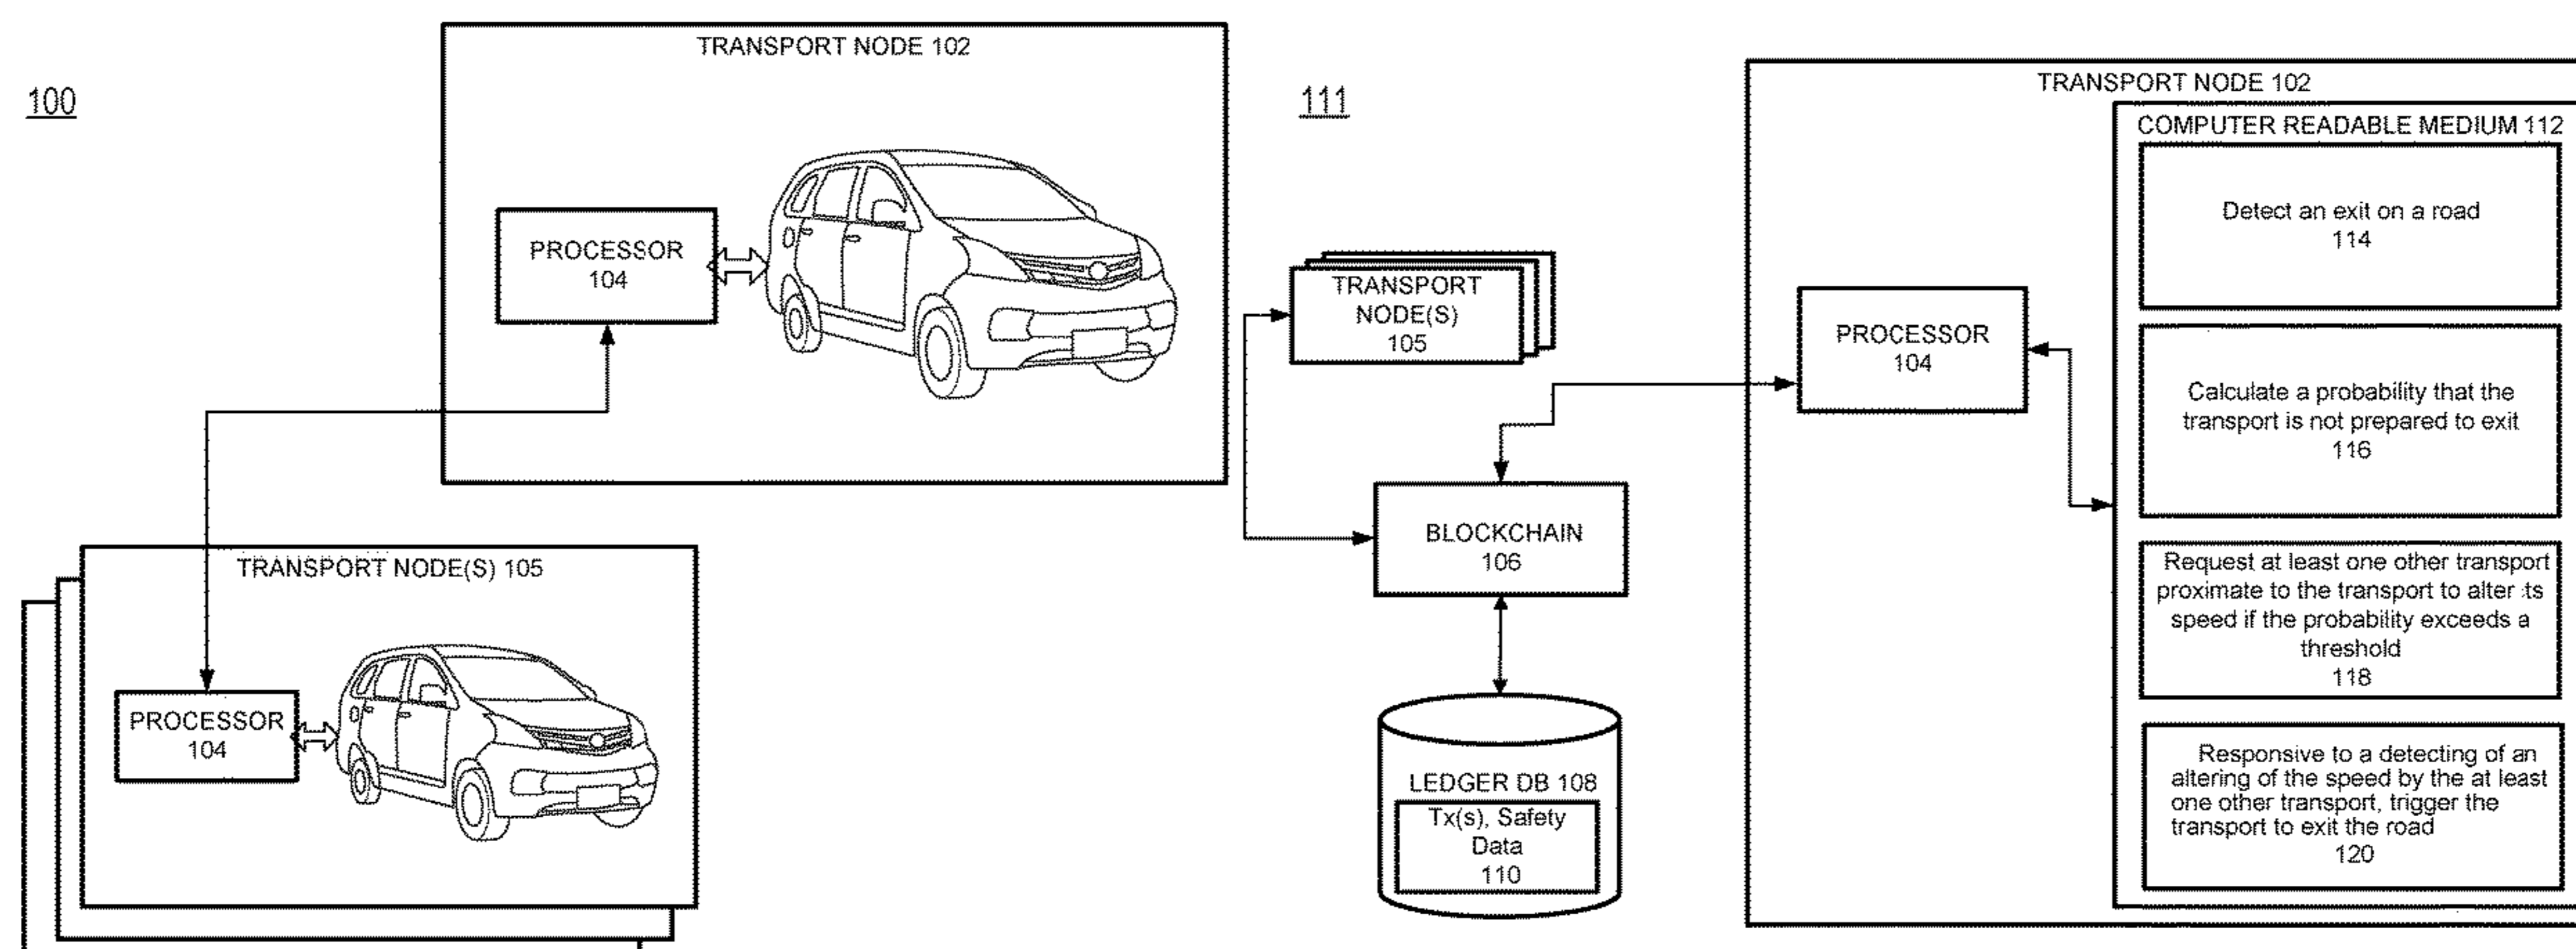 100
TRANSPORT NODE 102
PROCESSOR
104
TRANSPORT NODE(S) 105
PROCESSOR
104
111
TRANSPORT
NODE(S)
105
BLOCKCHAIN
106
LEDGER DB 108
Tx(s), Safety
Data
110
TRANSPORT NODE 102
PROCESSOR
104
COMPUTER READABLE MEDIUM 112
Detect an exit on a road
114
Calculate a probability that the
transport is not prepared to exit
116
Request at least one other transport
proximate to the transport to alter its
speed if the probability exceeds a
threshold
118
Responsive to a detecting of an
altering of the speed by the at least
one other transport, trigger the
transport to exit the road
120